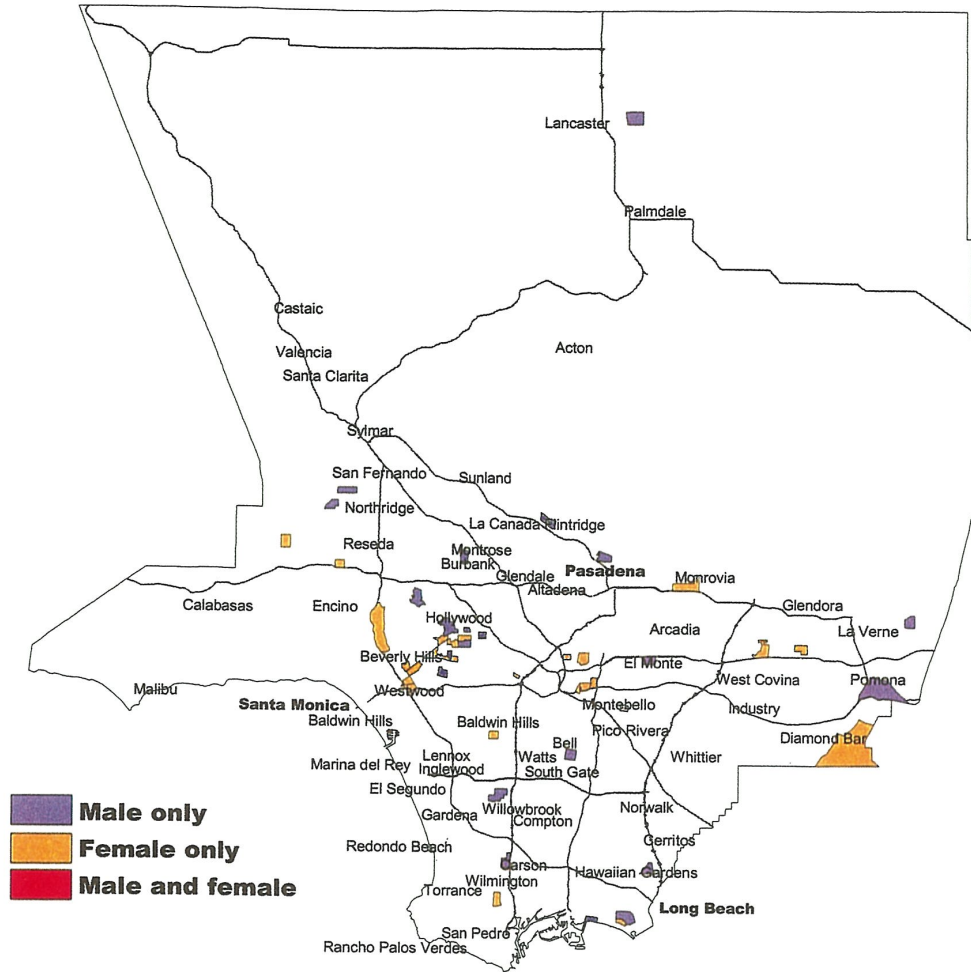 Lancaster
Palmdale
Castaic
Valencia
Acton
Santa Clarita
Sylmar
San Fernando
Sunland
Northridge
La Canada Flintridge
Reseda
Montrose
Burbank
Pasadena
Glendale
Monrovia
Altadena
Calabasas
Encino
Hollywood
Glendora
Arcadia
La Verne
Beverly Hills
El Monte
West Covina
Pomona
Malibu
Westwood
Santa Monica
Montebello
Industry
Baldwin Hills
Baldwin Hills
Pico Rivera
Diamond Bar
Bell
Marina del Rey
Lennox
Watts
Whittier
Inglewood
South Gate
El Segundo
Male only
Willowbrook
Norwalk
Gardena
Compton
Female only
Redondo Beach
Cerritos
Carson
Hawaiian Gardens
Male and female
Wilmington
Torrance
Long Beach
San Pedro
Rancho Palos Verdes